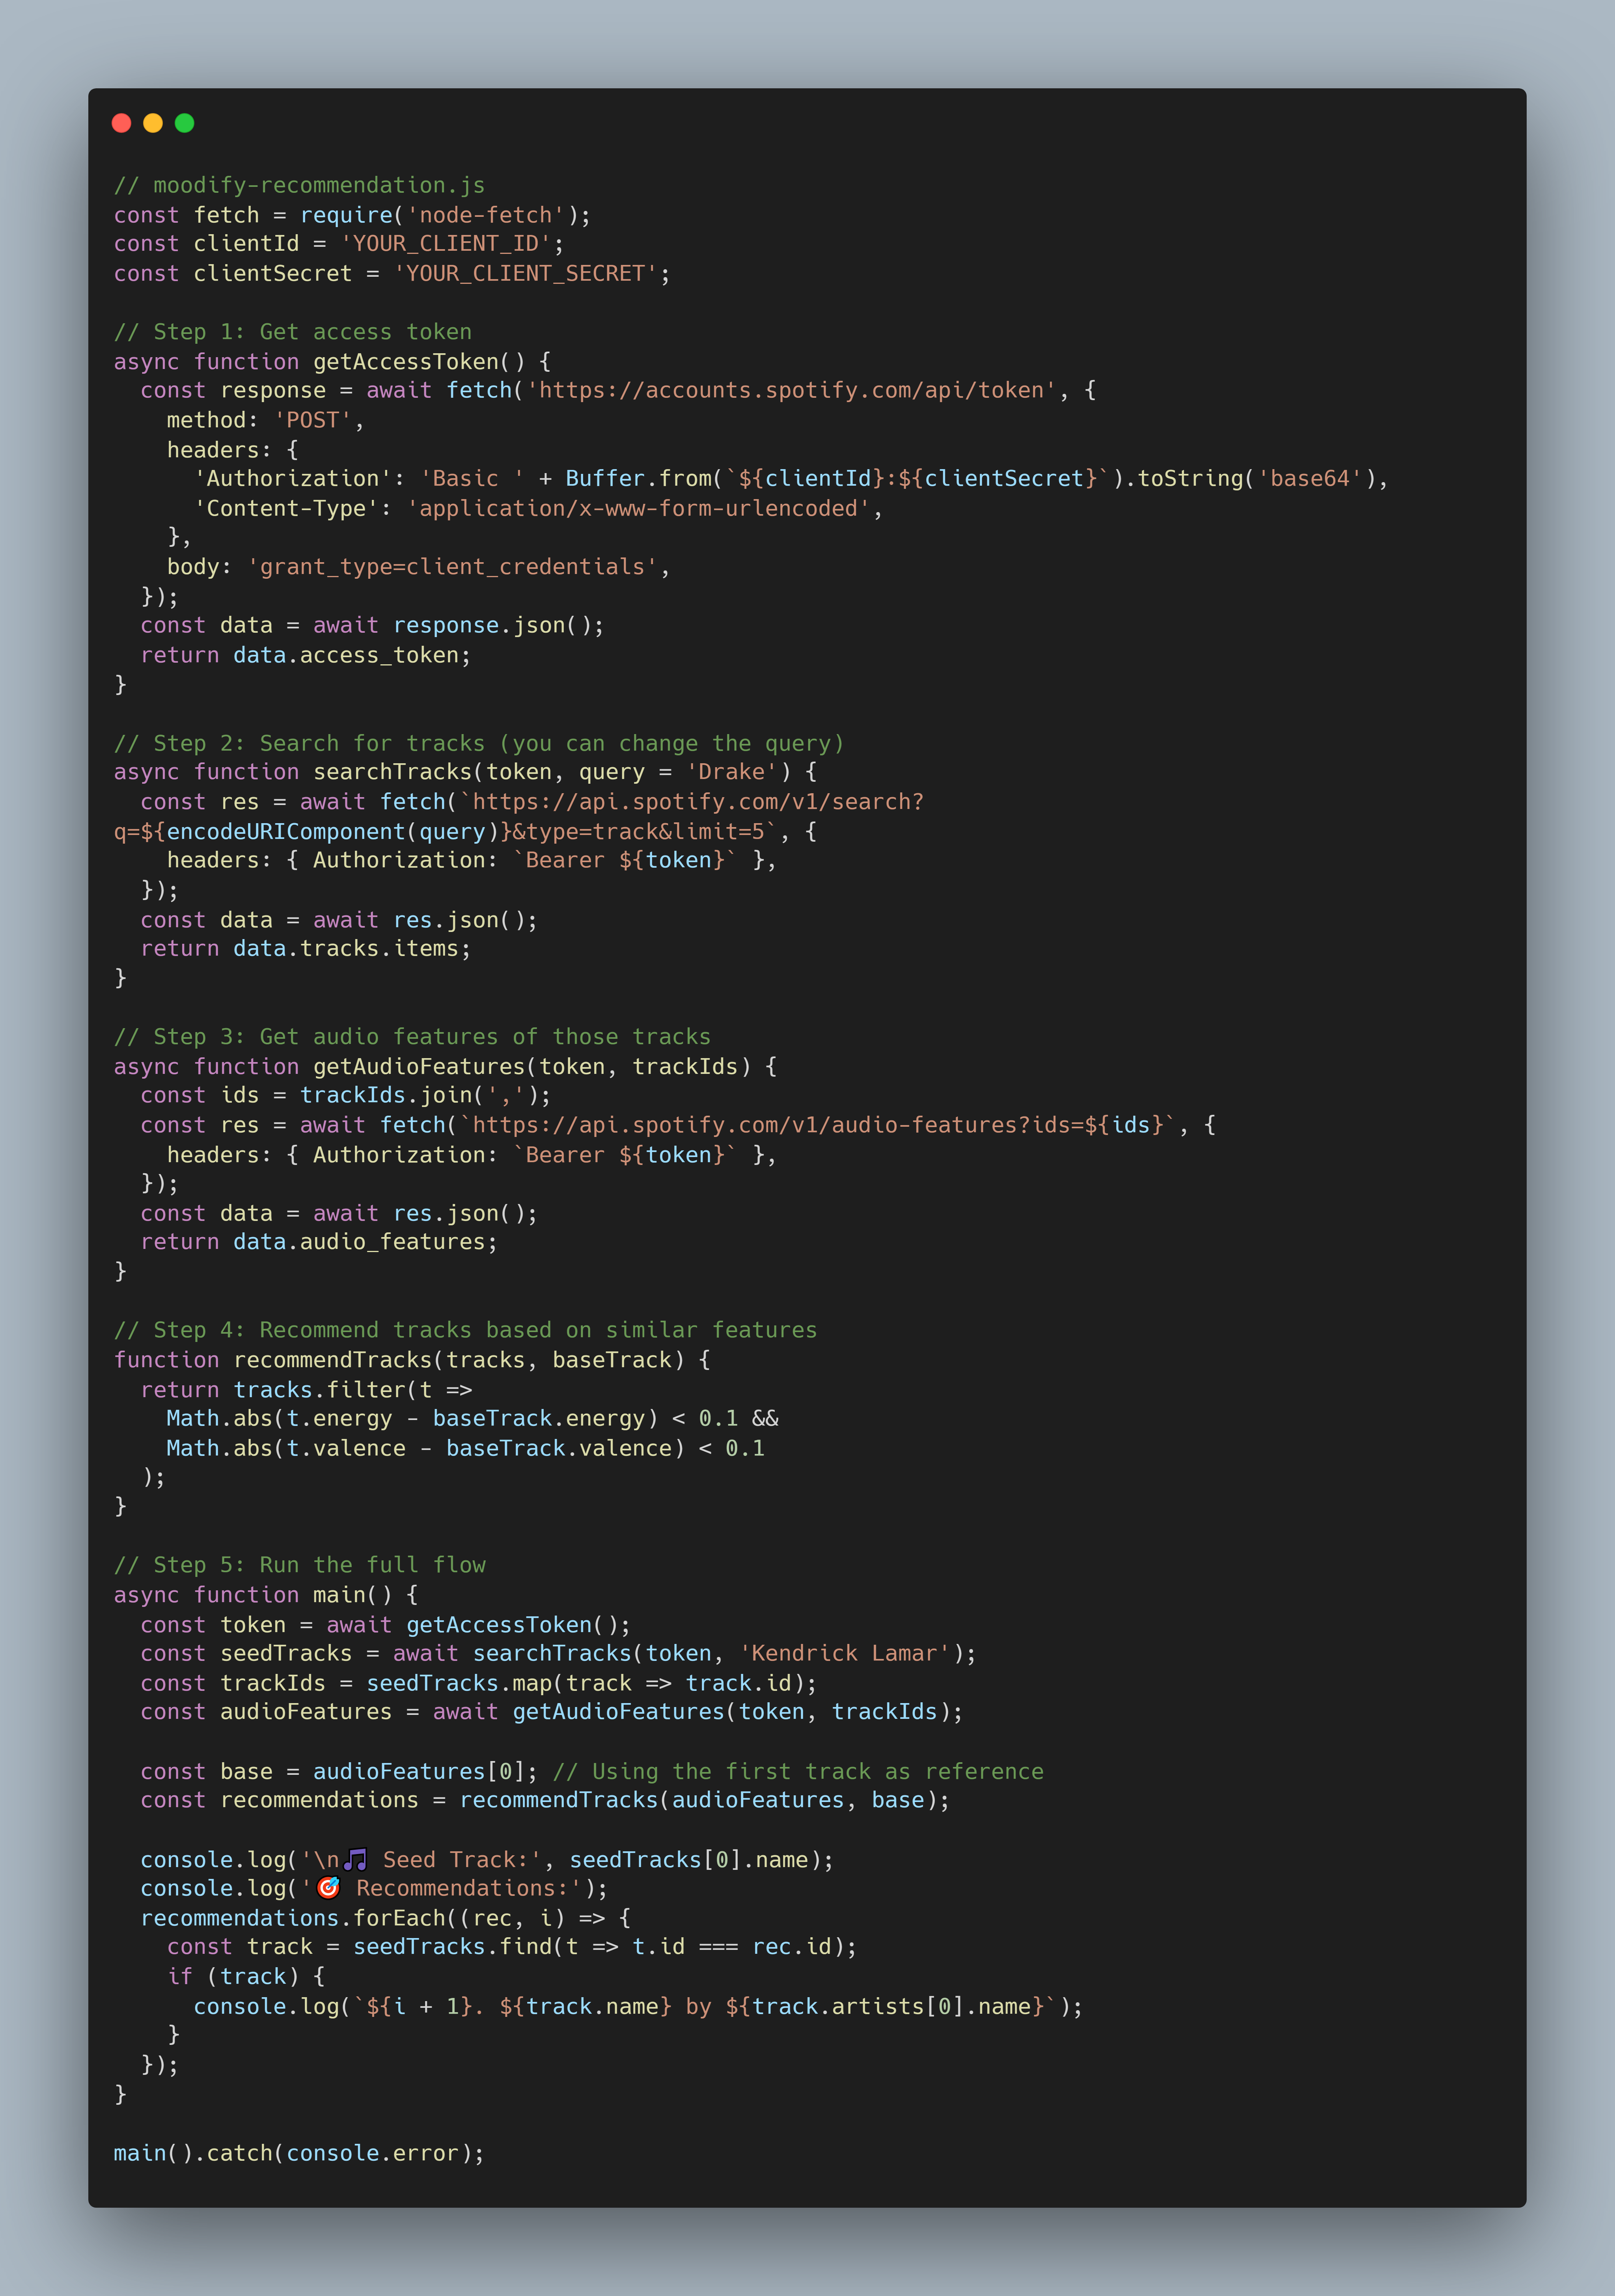 // moodify-recommendation.js
const fetch = require('node-fetch');
const clientId = 'YOUR_CLIENT_ID';
const clientSecret = 'YOUR_CLIENT_SECRET';

// Step 1: Get access token
async function getAccessToken() {
  const response = await fetch('https://accounts.spotify.com/api/token', {
    method: 'POST',
    headers: {
      'Authorization': 'Basic ' + Buffer.from(`${clientId}:${clientSecret}`).toString('base64'),
      'Content-Type': 'application/x-www-form-urlencoded',
    },
    body: 'grant_type=client_credentials',
  });
  const data = await response.json();
  return data.access_token;
}

// Step 2: Search for tracks (you can change the query)
async function searchTracks(token, query = 'Drake') {
  const res = await fetch(`https://api.spotify.com/v1/search?
q=${encodeURIComponent(query)}&type=track&limit=5`, {
    headers: { Authorization: `Bearer ${token}` },
  });
  const data = await res.json();
  return data.tracks.items;
}

// Step 3: Get audio features of those tracks
async function getAudioFeatures(token, trackIds) {
  const ids = trackIds.join(',');
  const res = await fetch(`https://api.spotify.com/v1/audio-features?ids=${ids}`, {
    headers: { Authorization: `Bearer ${token}` },
  });
  const data = await res.json();
  return data.audio_features;
}

// Step 4: Recommend tracks based on similar features
function recommendTracks(tracks, baseTrack) {
  return tracks.filter(t =>
    Math.abs(t.energy - baseTrack.energy) < 0.1 &&
    Math.abs(t.valence - baseTrack.valence) < 0.1
  );
}

// Step 5: Run the full flow
async function main() {
  const token = await getAccessToken();
  const seedTracks = await searchTracks(token, 'Kendrick Lamar');
  const trackIds = seedTracks.map(track => track.id);
  const audioFeatures = await getAudioFeatures(token, trackIds);

  const base = audioFeatures[0]; // Using the first track as reference
  const recommendations = recommendTracks(audioFeatures, base);

  console.log('\n🎵 Seed Track:', seedTracks[0].name);
  console.log('🎯 Recommendations:');
  recommendations.forEach((rec, i) => {
    const track = seedTracks.find(t => t.id === rec.id);
    if (track) {
      console.log(`${i + 1}. ${track.name} by ${track.artists[0].name}`);
    }
  });
}

main().catch(console.error);